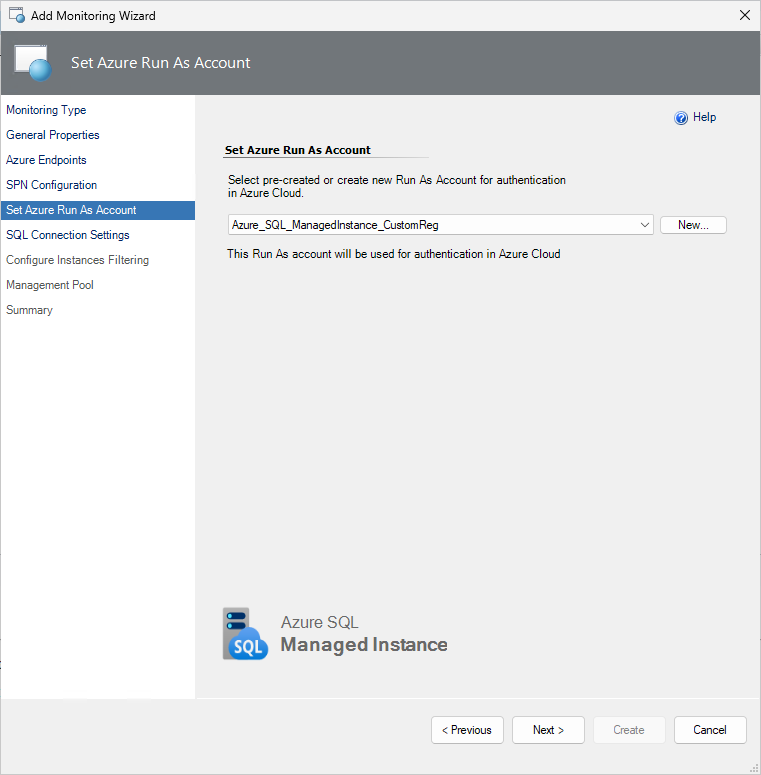 Add Monitoring Wizard
Set Azure Run As Account
Monitoring Type
General Properties
Azure Endpoints
SPN Configuration
Set Azure Run As Account
SQL Connection Settings
Configure Instances Filtering
Management Pool
Summary
Help
Set Azure Run As Account
Select pre-created or create new Run As Account for authentication
in Azure Cloud.
Azure_SQL_ManagedInstance_CustomReg
New...
This Run As account will be used for authentication in Azure Cloud
SQL
Azure SQL
Managed Instance
< Previous
Next >
Create
Cancel